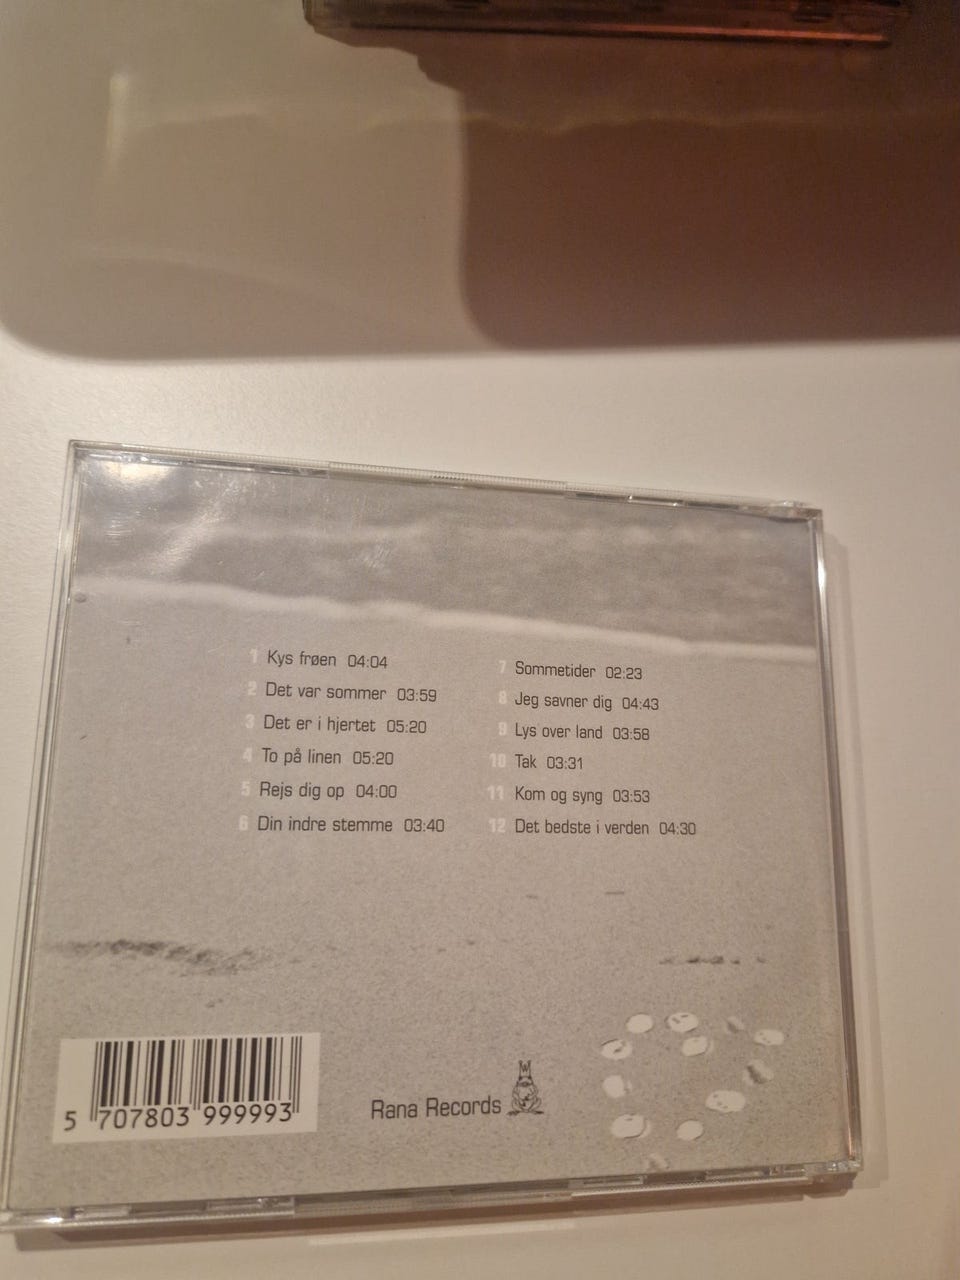 1 Kys frøen 04:04
2 Det var sommer 03:59
3 Det er i hjertet 05:20
4 To på linen 05:20
5 Rejs dig op 04:00
6 Din indre stemme 03:40
7 Sommetider 02:23
8 Jeg savner dig 04:43
9 Lys over land 03:58
10 Tak 03:31
11 Kom og syng 03:53
12 Det bedste i verden 04:30
5 707803 999993
Rana Records